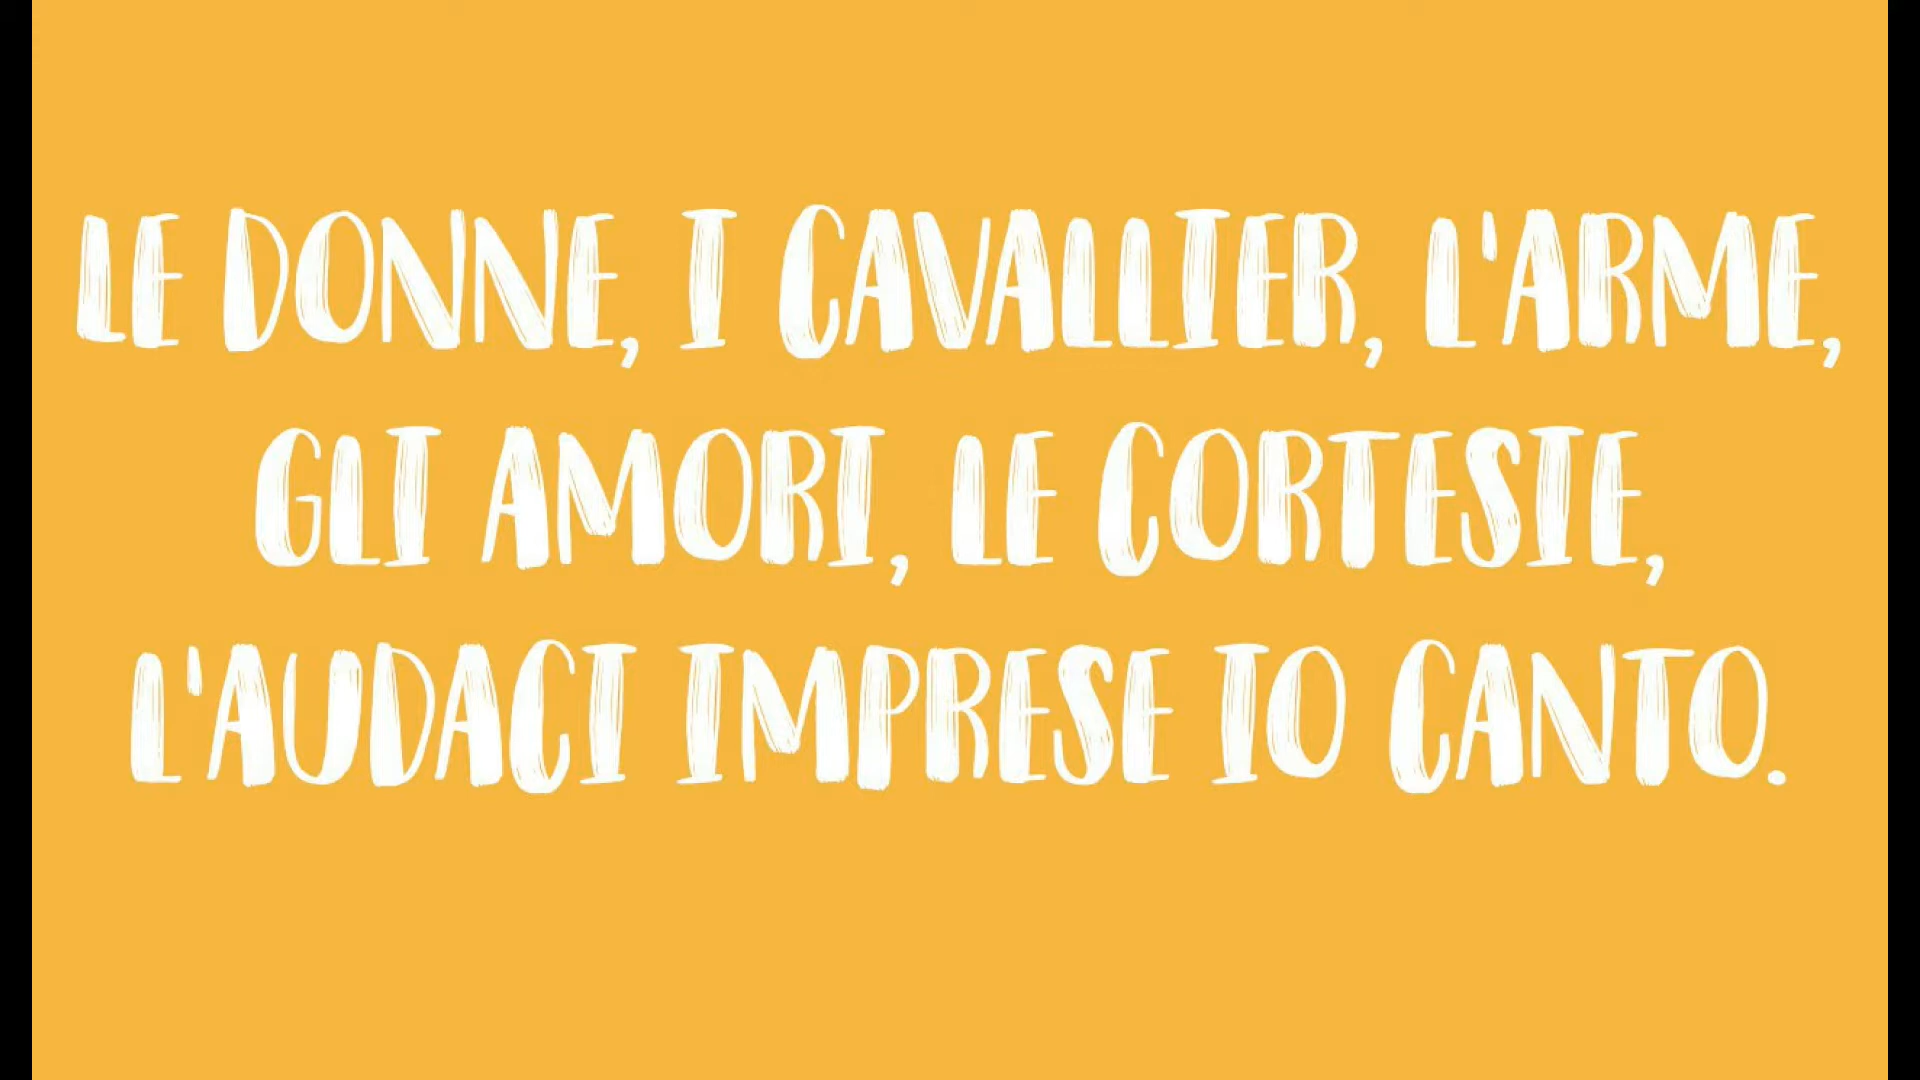 LE DONNE, I CAVALLIER, L'ARME,
GLI AMORI, LE CORTESIE,
L'AUDACI IMPRESE IO CANTO.